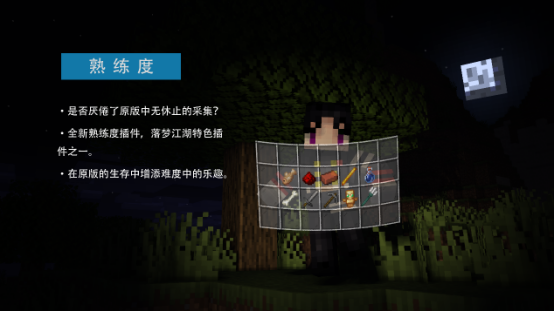 熟练度
·是否厌倦了原版中无休止的采集?
·全新熟练度插件，落梦江湖特色插
件之一。
·在原版的生存中增添难度中的乐趣。